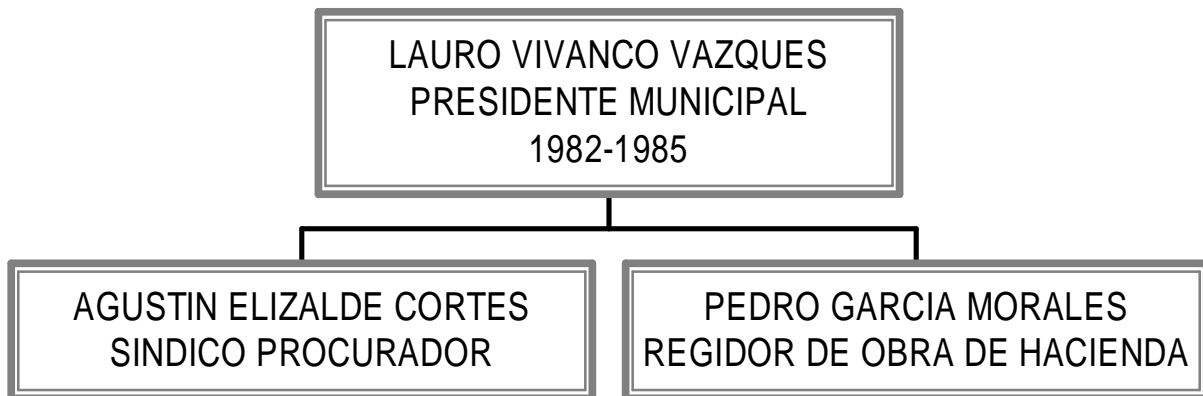 LAURO VIVANCO VAZQUES
PRESIDENTE MUNICIPAL
1982-1985
AGUSTIN ELIZALDE CORTES
SINDICO PROCURADOR
PEDRO GARCIA MORALES
REGIDOR DE OBRA DE HACIENDA